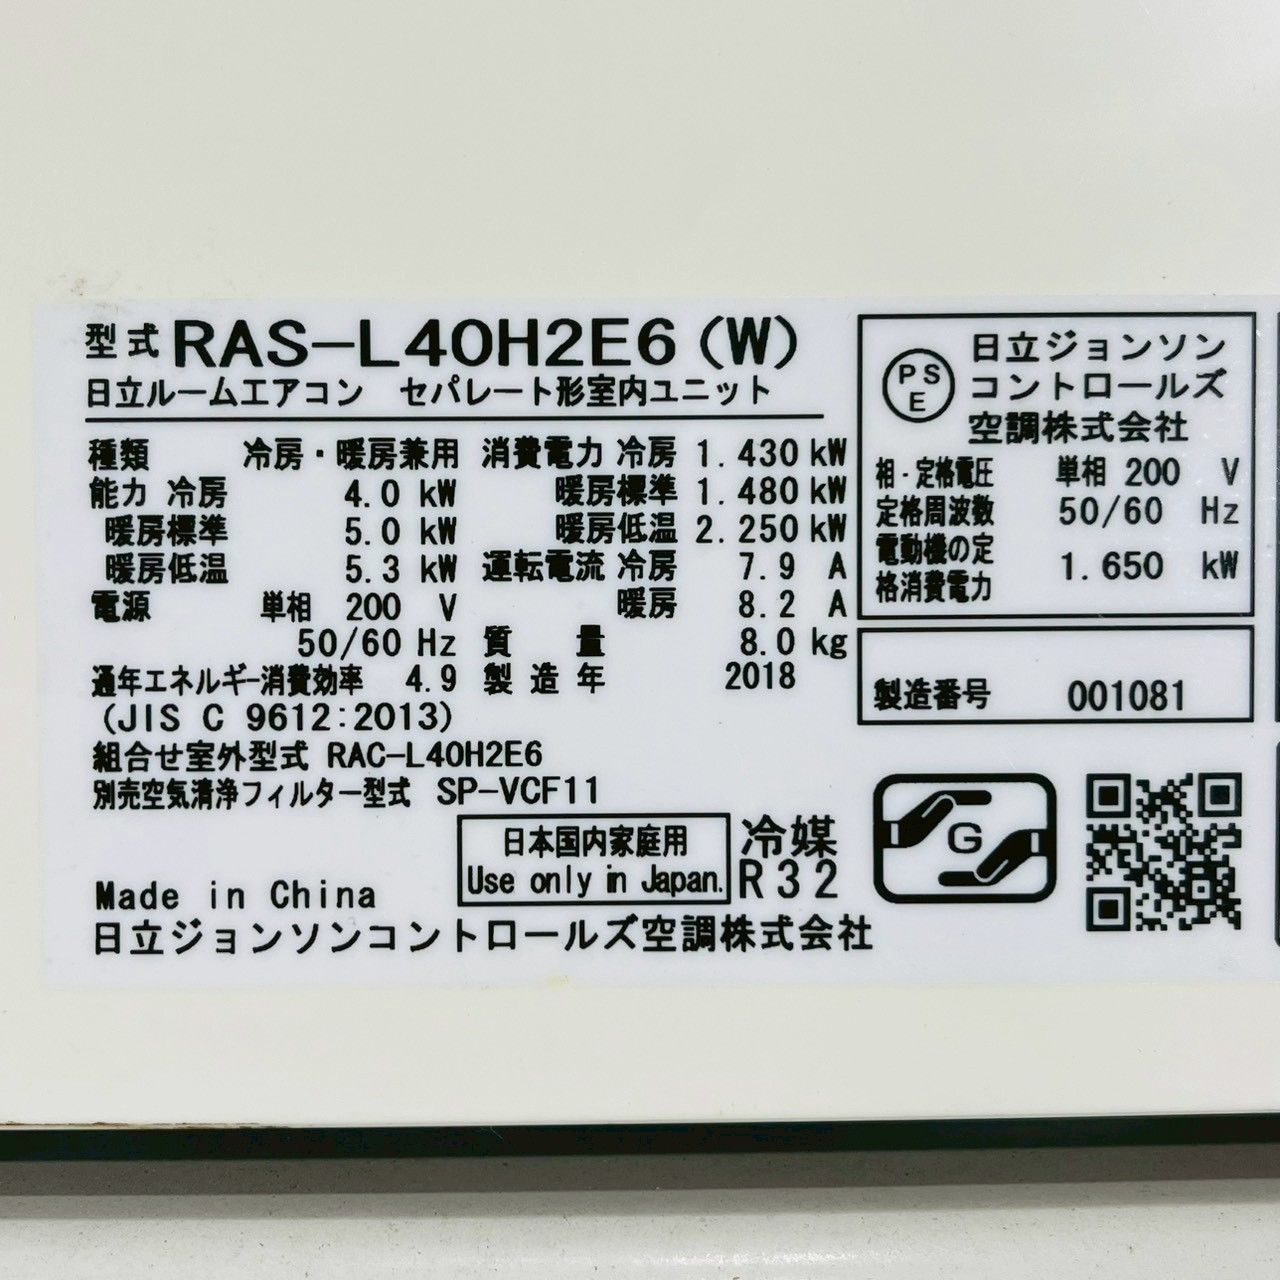 型式 RAS-L40H2E6(W)
日立ルームエアコン セパレート形室内ユニット
種類 冷房・暖房兼用
能力 冷房 4.0 kW
暖房標準 5.0 kW
暖房低温 5.3 kW
電源 単相 200 V
50/60 Hz
通年エネルギー消費効率 4.9
(JIS C 9612:2013)
消費電力 冷房 1.430 kW
暖房標準 1.480 kW
暖房低温 2.250 kW
運転電流 冷房 7.9 A
暖房 8.2 A
質量 8.0 kg
製造年 2018
組合せ室外型式 RAC-L40H2E6
別売空気清浄フィルター型式 SP-VCF11
日本国内家庭用
Use only in Japan.
冷媒
R32
Made in China
日立ジョンソンコントロールズ空調株式会社
PS
E
日立ジョンソン
コントロールズ
空調株式会社
相・定格電圧 単相 200 V
定格周波数 50/60 Hz
電動機の定
格消費電力 1.650 kW
製造番号 001081
G